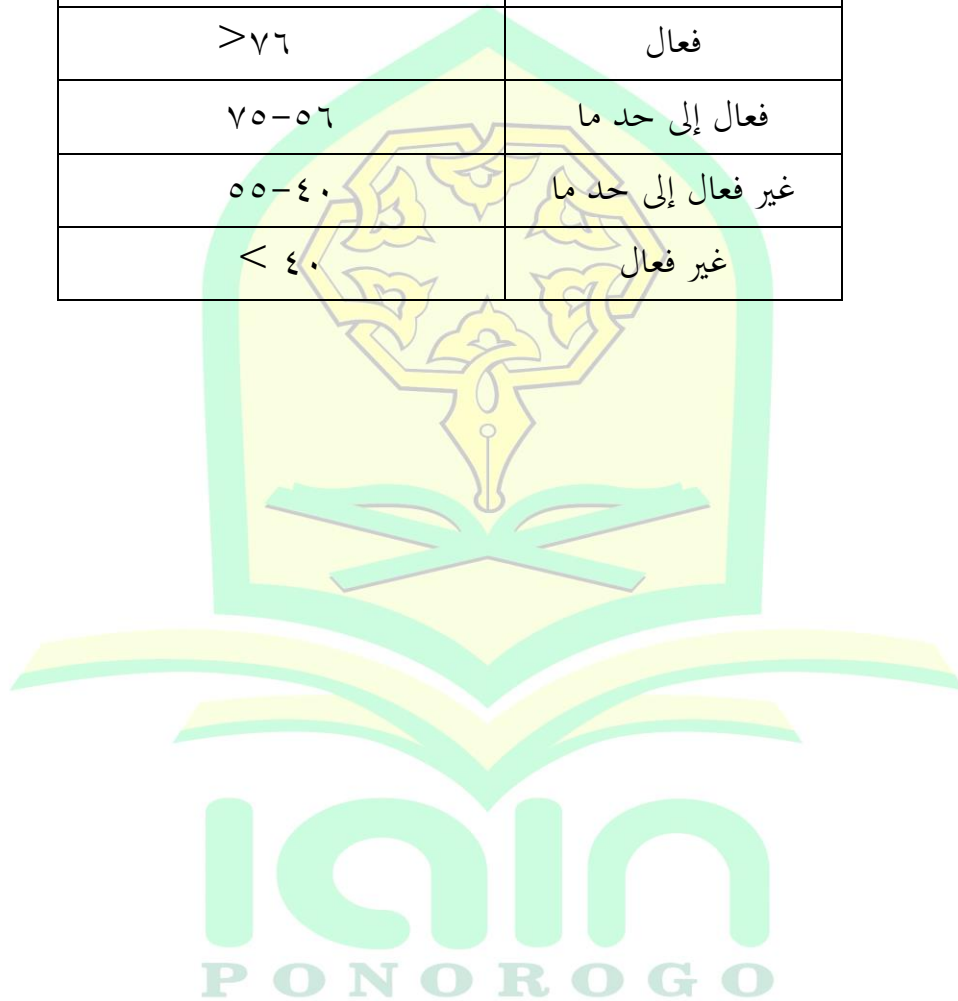 فعال >٧٦<
فعال إلى حد ما ٥٦-٧٥
غير فعال إلى حد ما ٤٠-٥٥
غير فعال ٤٠ >
iain
PONOROGO